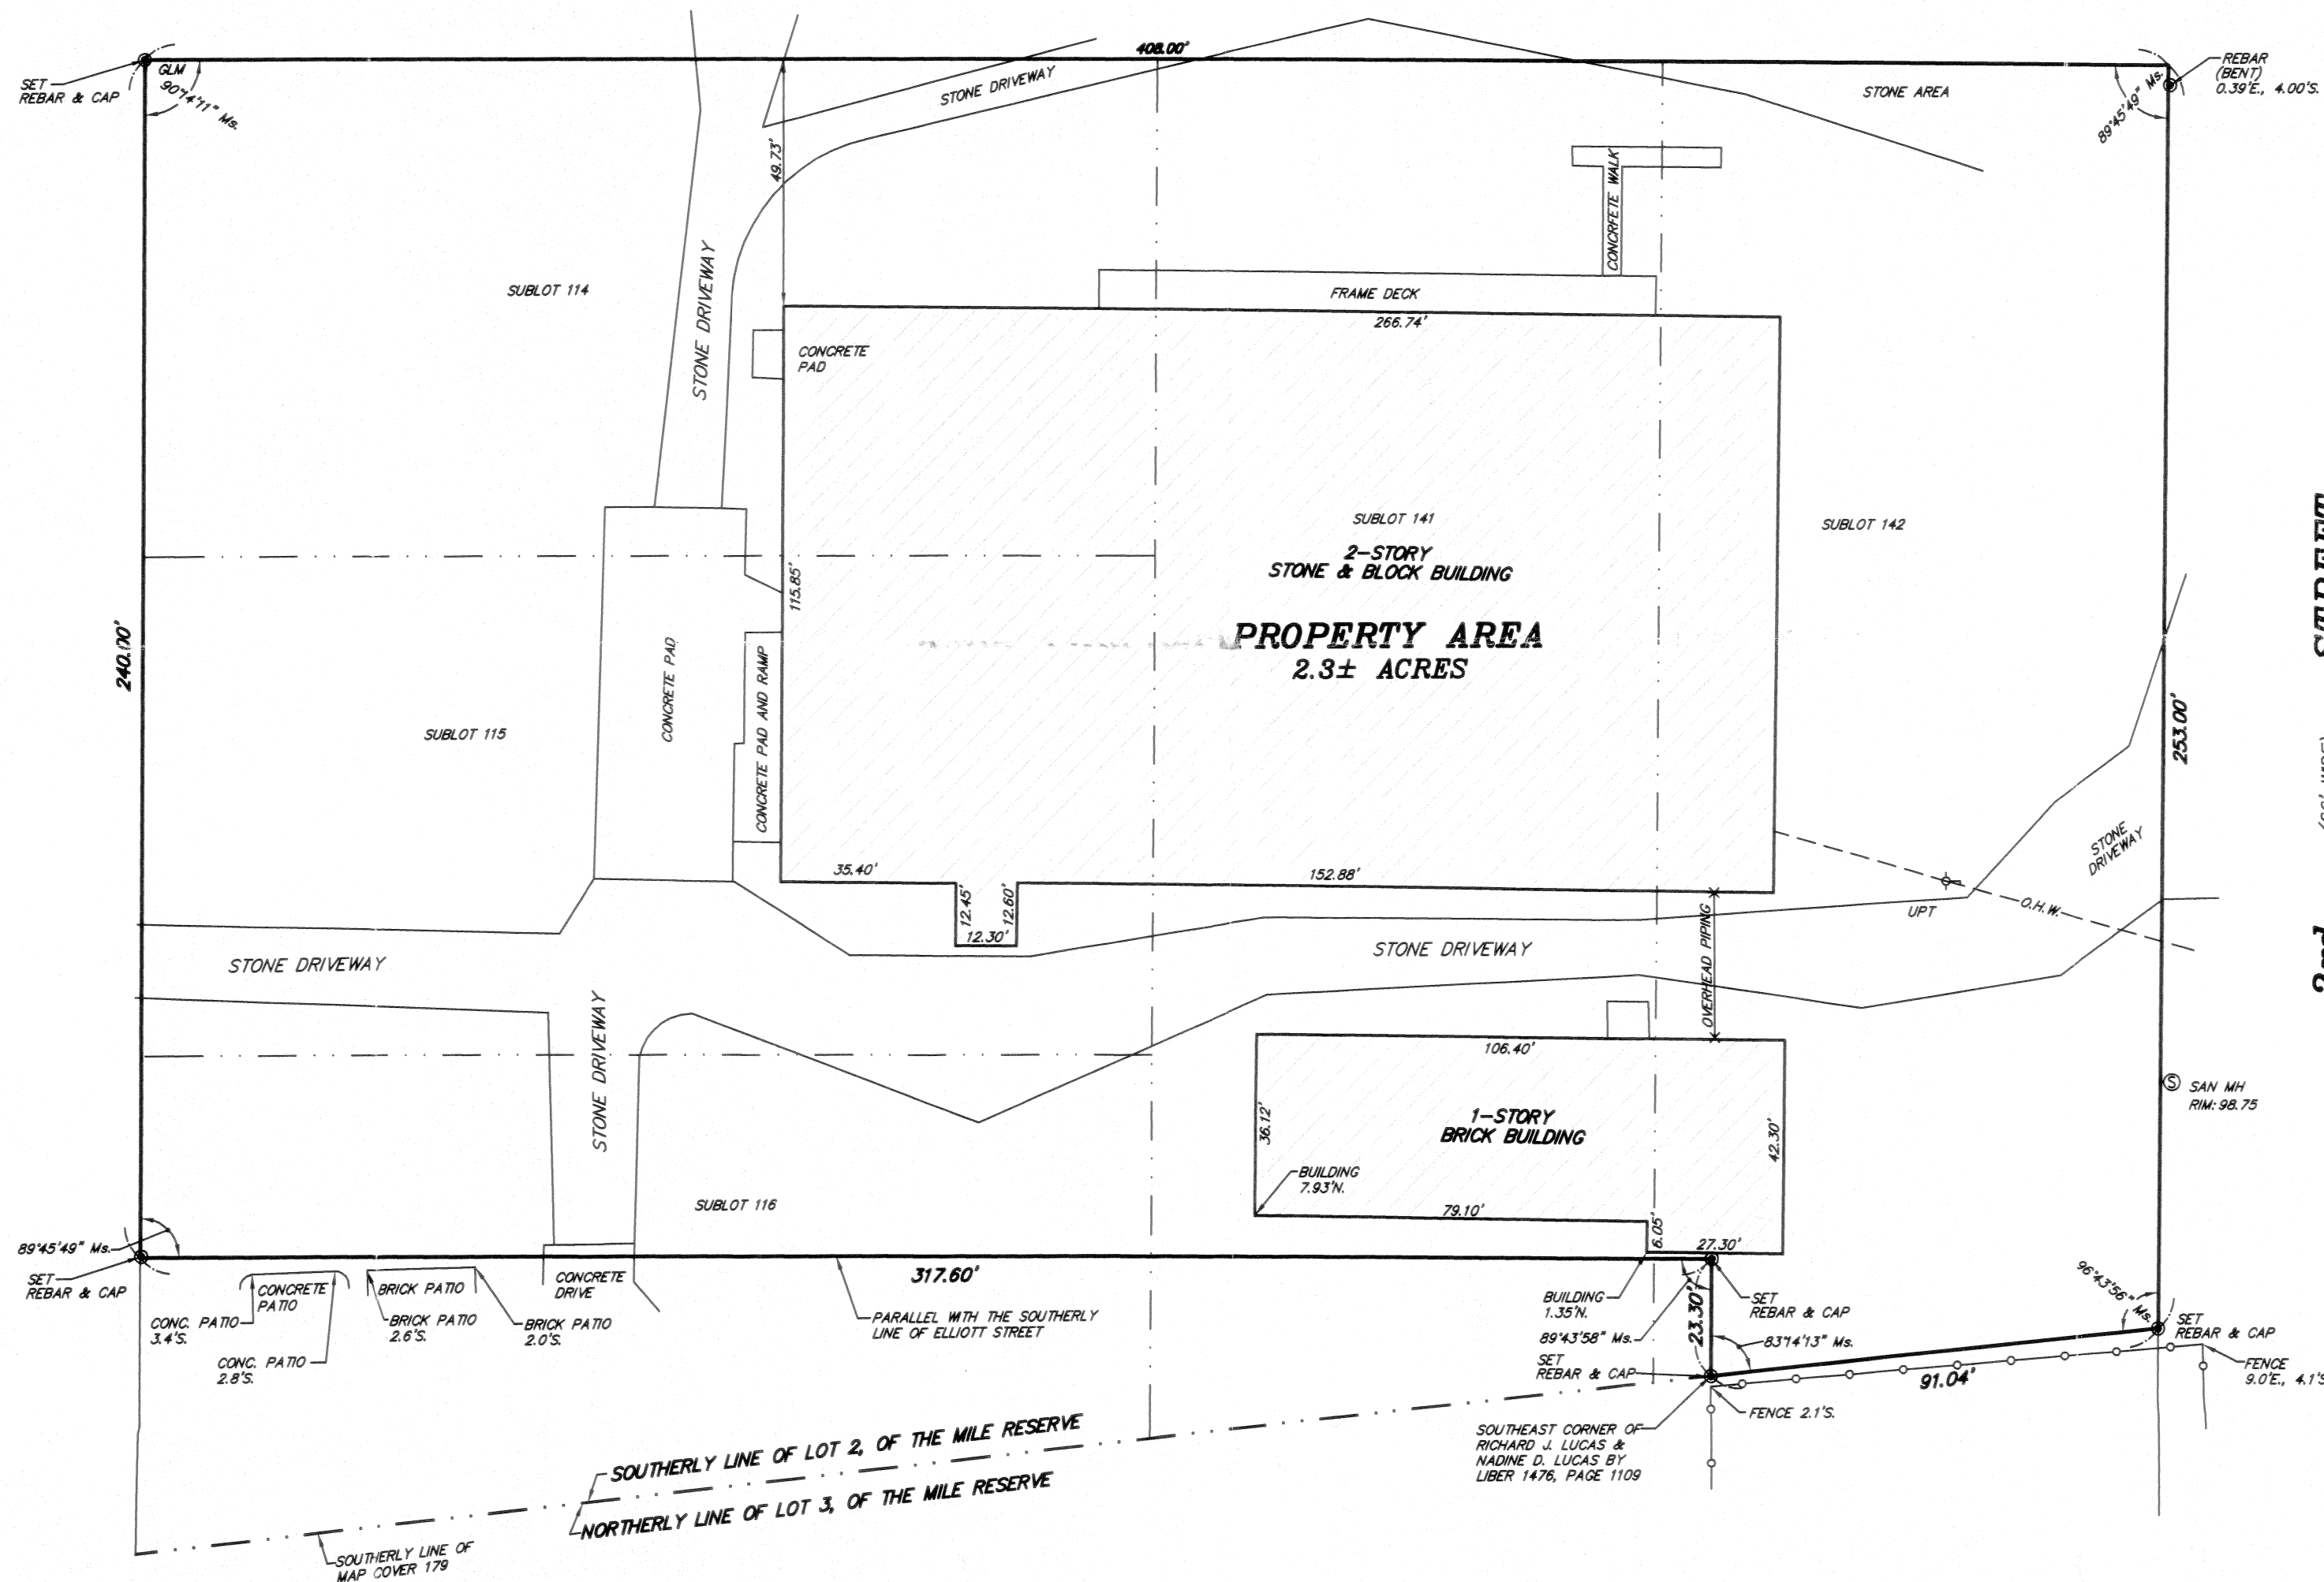 408.00'
SET
REBAR & CAP
GLM
90°14'11" Ms.
STONE DRIVEWAY
STONE AREA
89°45'49" Ms.
REBAR
(BENT)
0.39'E., 4.00'S.
49.73'
CONCRFETE WALK
SUBLOT 114
STONE DRIVEWAY
FRAME DECK
266.74'
CONCRETE
PAD
SUBLOT 141
SUBLOT 142
2-STORY
STONE & BLOCK BUILDING
115.85'
PROPERTY AREA
2.3± ACRES
240.00'
CONCRETE PAD
CONCRETE PAD AND RAMP
SUBLOT 115
253.00'
STREET
2nd
STONE
DRIVEWAY
35.40'
12.45'
12.60'
12.30'
152.88'
OVERHEAD PIPING
UPT
O.H.W.
STONE DRIVEWAY
STONE DRIVEWAY
STONE DRIVEWAY
106.40'
36.12'
1-STORY
BRICK BUILDING
42.30'
SAN MH
RIM: 98.75
S
BUILDING
7.93'N.
79.10'
6.05'
27.30'
SUBLOT 116
89°45'49" Ms.
SET
REBAR & CAP
317.60'
CONCRETE
PATIO
BRICK PATIO
CONCRETE
DRIVE
CONC. PATIO
3.4'S.
CONC. PATIO
2.8'S.
BRICK PATIO
2.6'S.
BRICK PATIO
2.0'S.
PARALLEL WITH THE SOUTHERLY
LINE OF ELLIOTT STREET
BUILDING
1.35'N.
89°43'58" Ms.
SET
REBAR & CAP
23.30'
SET
REBAR & CAP
83°14'13" Ms.
96°43'56" Ms.
SET
REBAR & CAP
91.04'
FENCE
9.0'E., 4.1'S
FENCE 2.1'S.
SOUTHEAST CORNER OF
RICHARD J. LUCAS &
NADINE D. LUCAS BY
LIBER 1476, PAGE 1109
SOUTHERLY LINE OF LOT 2, OF THE MILE RESERVE
NORTHERLY LINE OF LOT 3, OF THE MILE RESERVE
SOUTHERLY LINE OF
MAP COVER 179